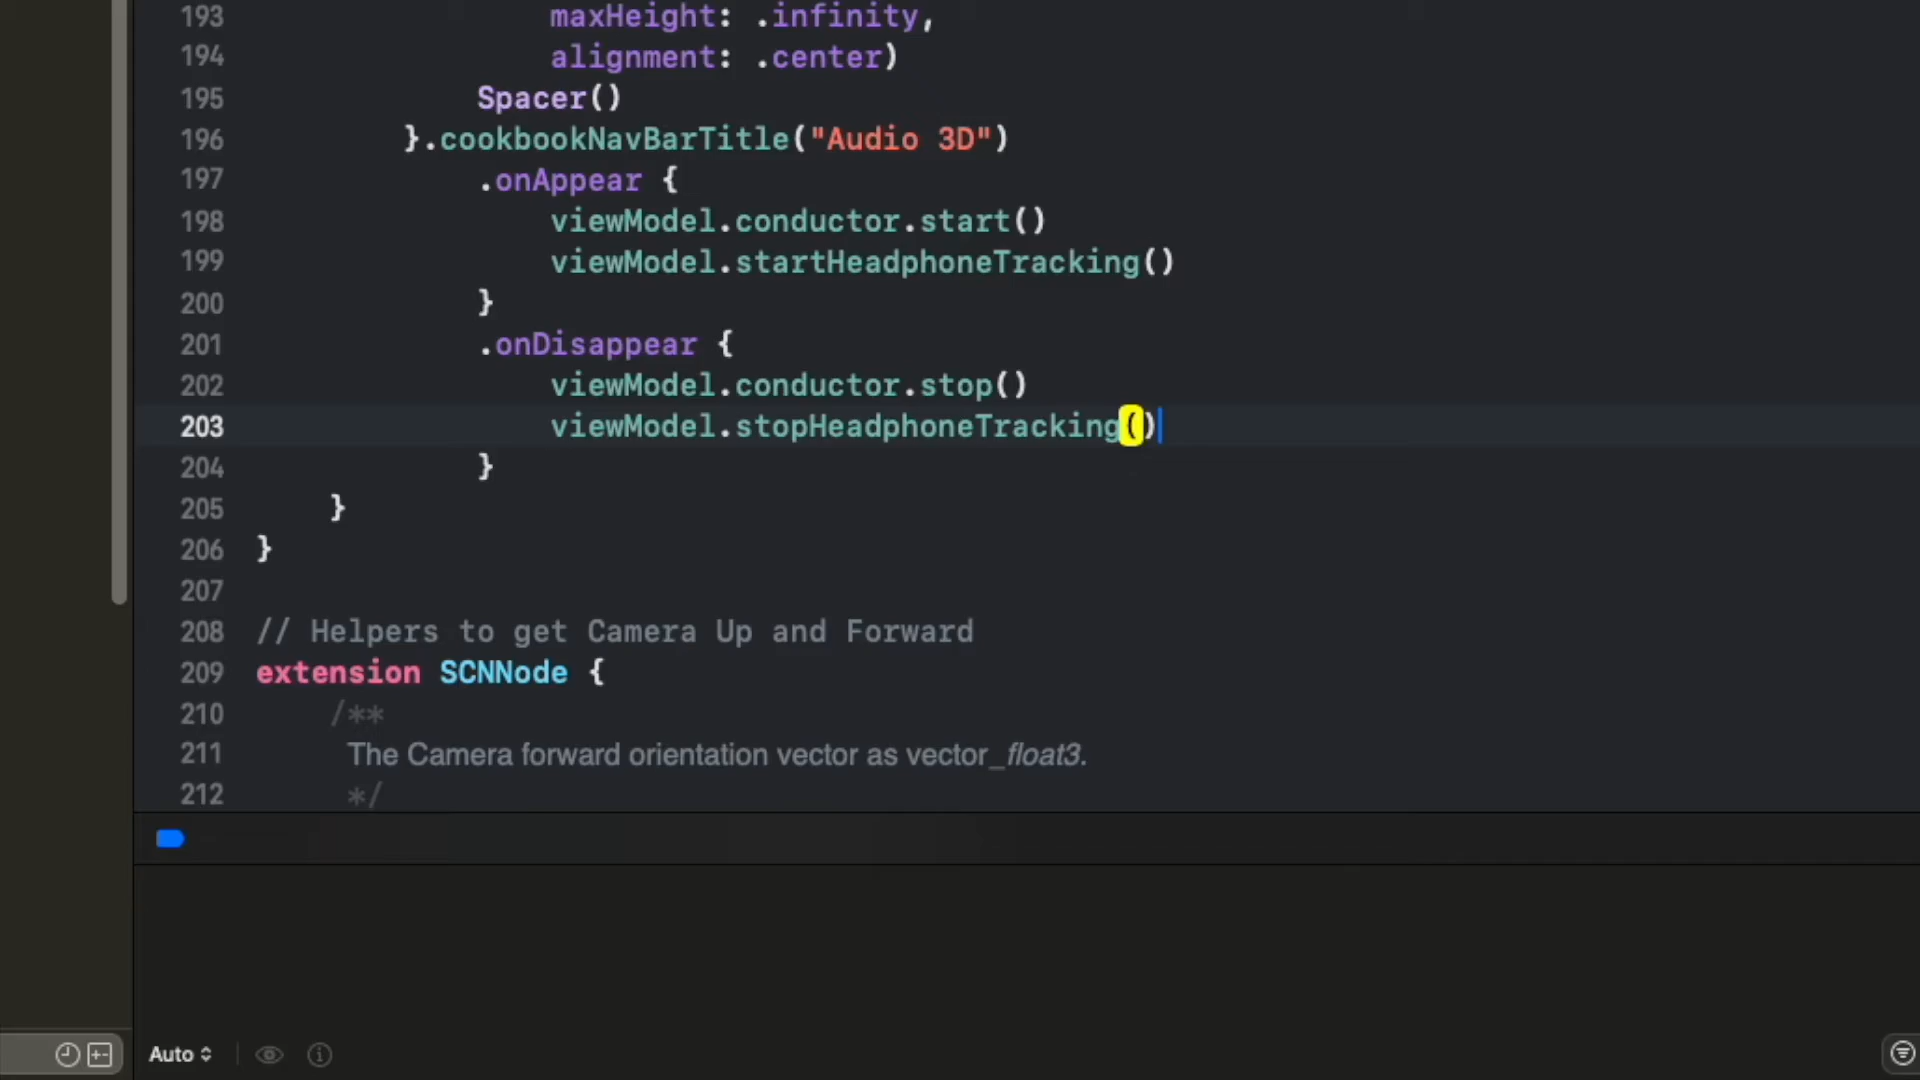 193 maxHeight: .infinity,
194 alignment: .center)
195 Spacer()
196 }.cookbookNavBarTitle("Audio 3D")
197 .onAppear {
198 viewModel.conductor.start()
199 viewModel.startHeadphoneTracking()
200 }
201 .onDisappear {
202 viewModel.conductor.stop()
203 viewModel.stopHeadphoneTracking()
204 }
205 }
206 }
207
208 // Helpers to get Camera Up and Forward
209 extension SCNNode {
210 /**
211 The Camera forward orientation vector as vector_float3.
212 */
Auto